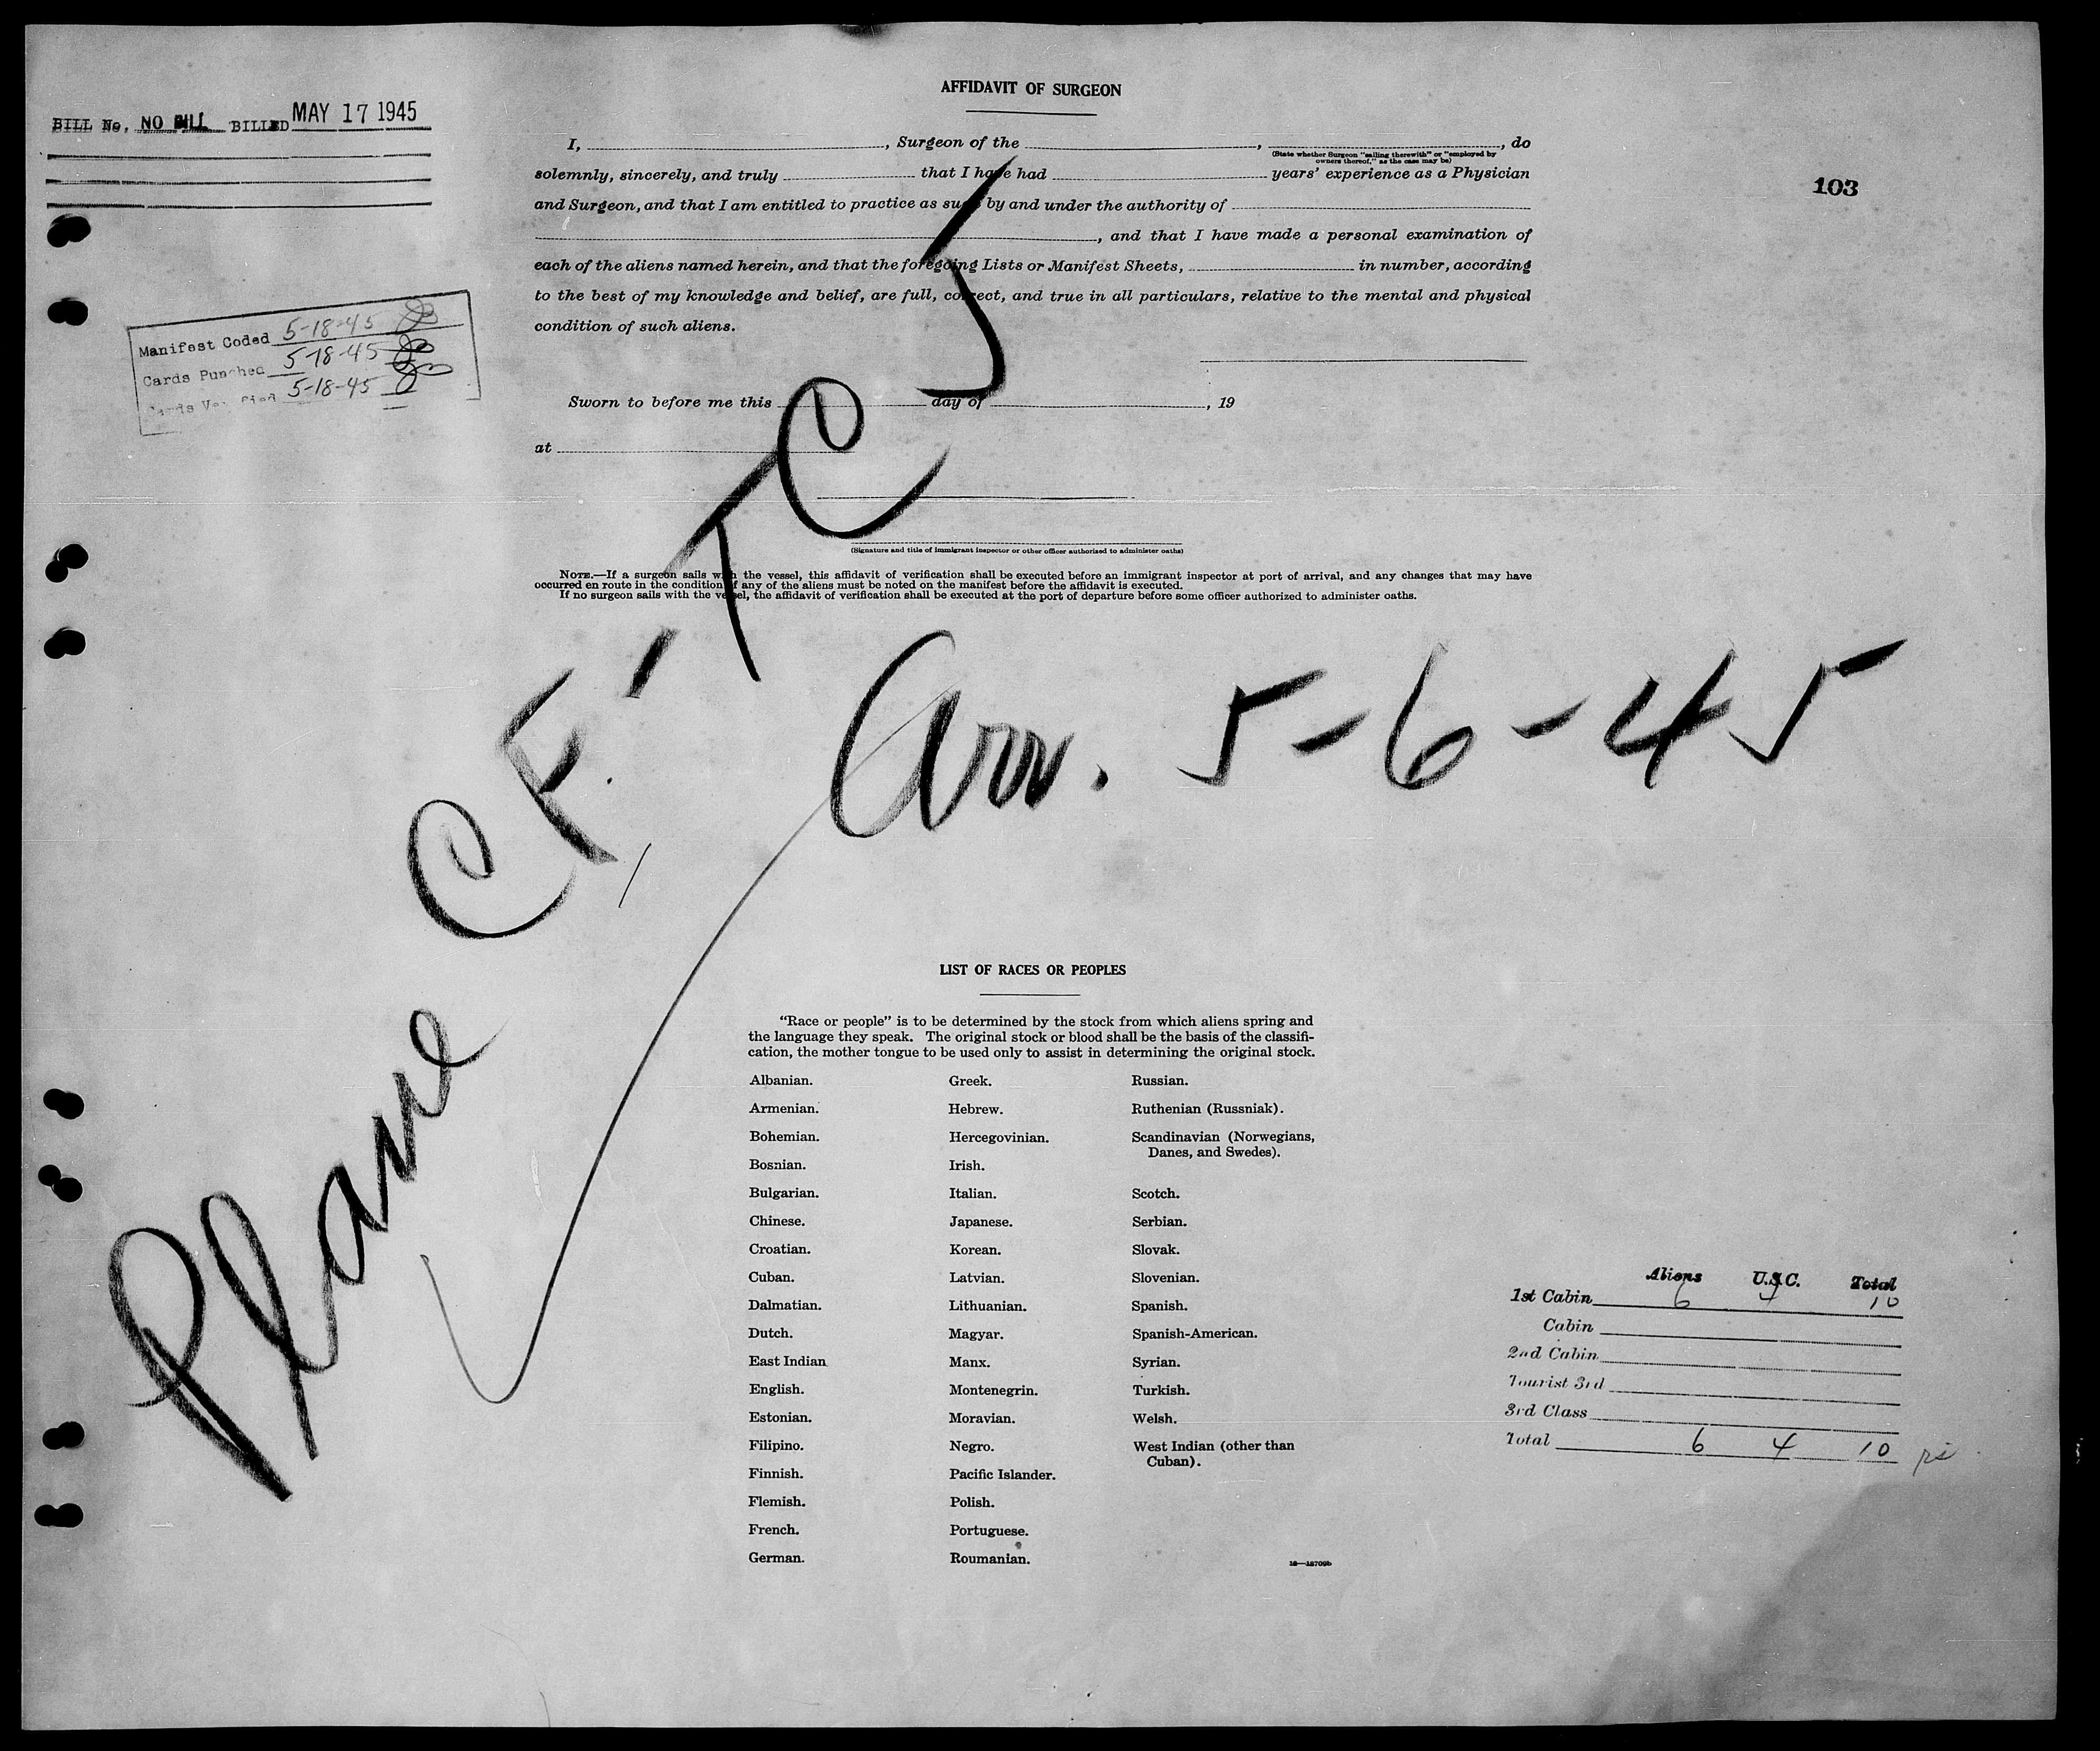 AFFIDAVIT OF SURGEON
BILL No. NO BILL BILLED MAY 17 1945
103
I, , Surgeon of the , , do
(State whether Surgeon "sailing therewith" or "employed by
owners thereof," as the case may be)
solemnly, sincerely, and truly that I have had years' experience as a Physician
and Surgeon, and that I am entitled to practice as such by and under the authority of
, and that I have made a personal examination of
each of the aliens named herein, and that the foregoing Lists or Manifest Sheets, in number, according
to the best of my knowledge and belief, are full, correct, and true in all particulars, relative to the mental and physical
condition of such aliens.
Manifest Coded 5-18-45
Cards Punched 5-18-45
Cards Verified 5-18-45
Sworn to before me this day of , 19
at
(Signature and title of immigrant inspector or other officer authorized to administer oaths)
NOTE.—If a surgeon sails with the vessel, this affidavit of verification shall be executed before an immigrant inspector at port of arrival, and any changes that may have
occurred en route in the condition of any of the aliens must be noted on the manifest before the affidavit is executed.
If no surgeon sails with the vessel, the affidavit of verification shall be executed at the port of departure before some officer authorized to administer oaths.
Plane C.F.-TCJ
Arr. 5-6-45
LIST OF RACES OR PEOPLES
"Race or people" is to be determined by the stock from which aliens spring and
the language they speak. The original stock or blood shall be the basis of the classifi-
cation, the mother tongue to be used only to assist in determining the original stock.
Albanian.
Armenian.
Bohemian.
Bosnian.
Bulgarian.
Chinese.
Croatian.
Cuban.
Dalmatian.
Dutch.
East Indian
English.
Estonian.
Filipino.
Finnish.
Flemish.
French.
German.
Greek.
Hebrew.
Hercegovinian.
Irish.
Italian.
Japanese.
Korean.
Latvian.
Lithuanian.
Magyar.
Manx.
Montenegrin.
Moravian.
Negro.
Pacific Islander.
Polish.
Portuguese.
Roumanian.
Russian.
Ruthenian (Russniak).
Scandinavian (Norwegians,
Danes, and Swedes).
Scotch.
Serbian.
Slovak.
Slovenian.
Spanish.
Spanish-American.
Syrian.
Turkish.
Welsh.
West Indian (other than
Cuban).
16—18709b
Aliens U.S.C. Total
1st Cabin 6 4 10
Cabin
2nd Cabin
Tourist 3rd
3rd Class
Total 6 4 10